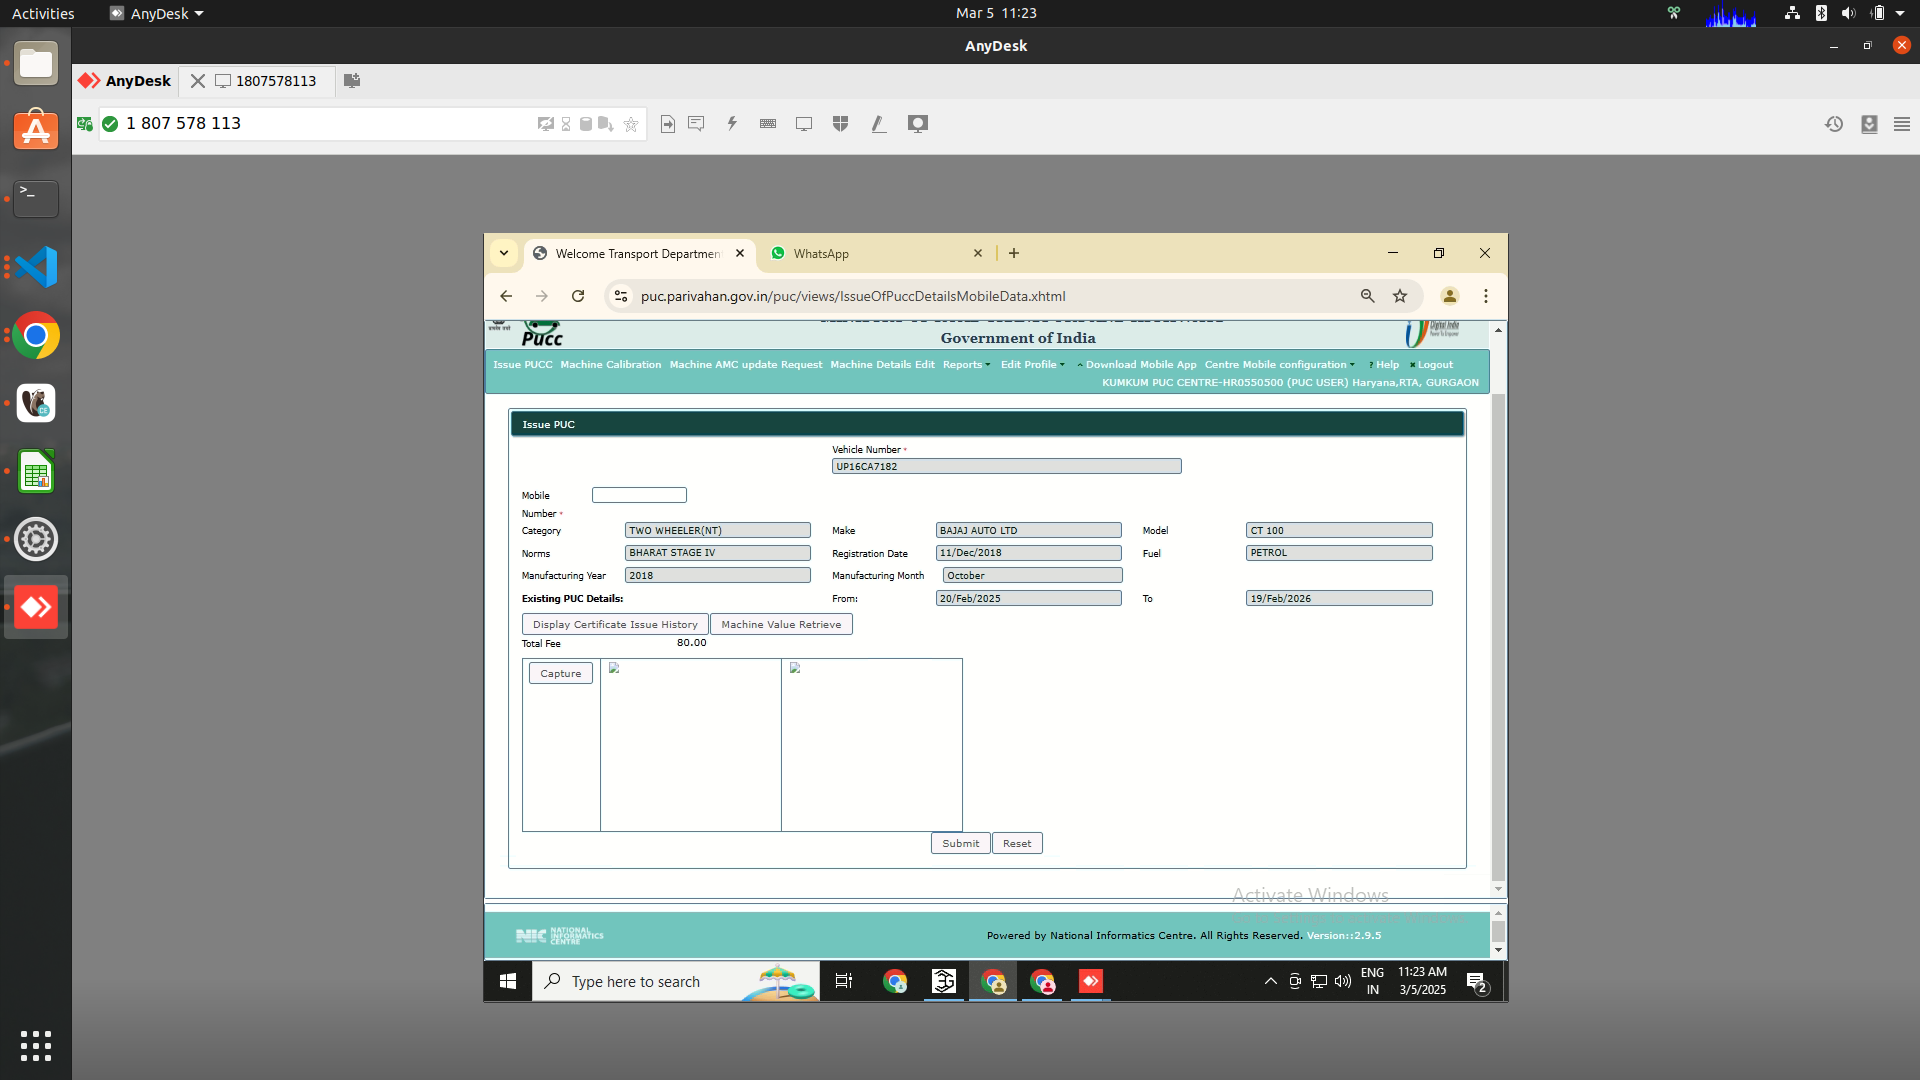 Activities
AnyDesk
Mar 5 11:23
AnyDesk
AnyDesk
1807578113
1 807 578 113
Welcome Transport Departmen
WhatsApp
puc.parivahan.gov.in/puc/views/IssueOfPuccDetailsMobileData.xhtml
Pucc
Government of India
Digital India
Issue PUCC Machine Calibration Machine AMC update Request Machine Details Edit Reports Edit Profile Download Mobile App Centre Mobile configuration ? Help Logout
KUMKUM PUC CENTRE-HR0550500 (PUC USER) Haryana,RTA, GURGAON
Issue PUC
Vehicle Number *
UP16CA7182
Mobile
Number *
Category TWO WHEELER(NT) Make BAJAJ AUTO LTD Model CT 100
Norms BHARAT STAGE IV Registration Date 11/Dec/2018 Fuel PETROL
Manufacturing Year 2018 Manufacturing Month October
Existing PUC Details: From: 20/Feb/2025 To 19/Feb/2026
Display Certificate Issue History Machine Value Retrieve
Total Fee 80.00
Capture
Submit Reset
Activate Windows
NIC NATIONAL INFORMATICS CENTRE
Powered by National Informatics Centre. All Rights Reserved. Version::2.9.5
Type here to search
ENG
IN
11:23 AM
3/5/2025
2